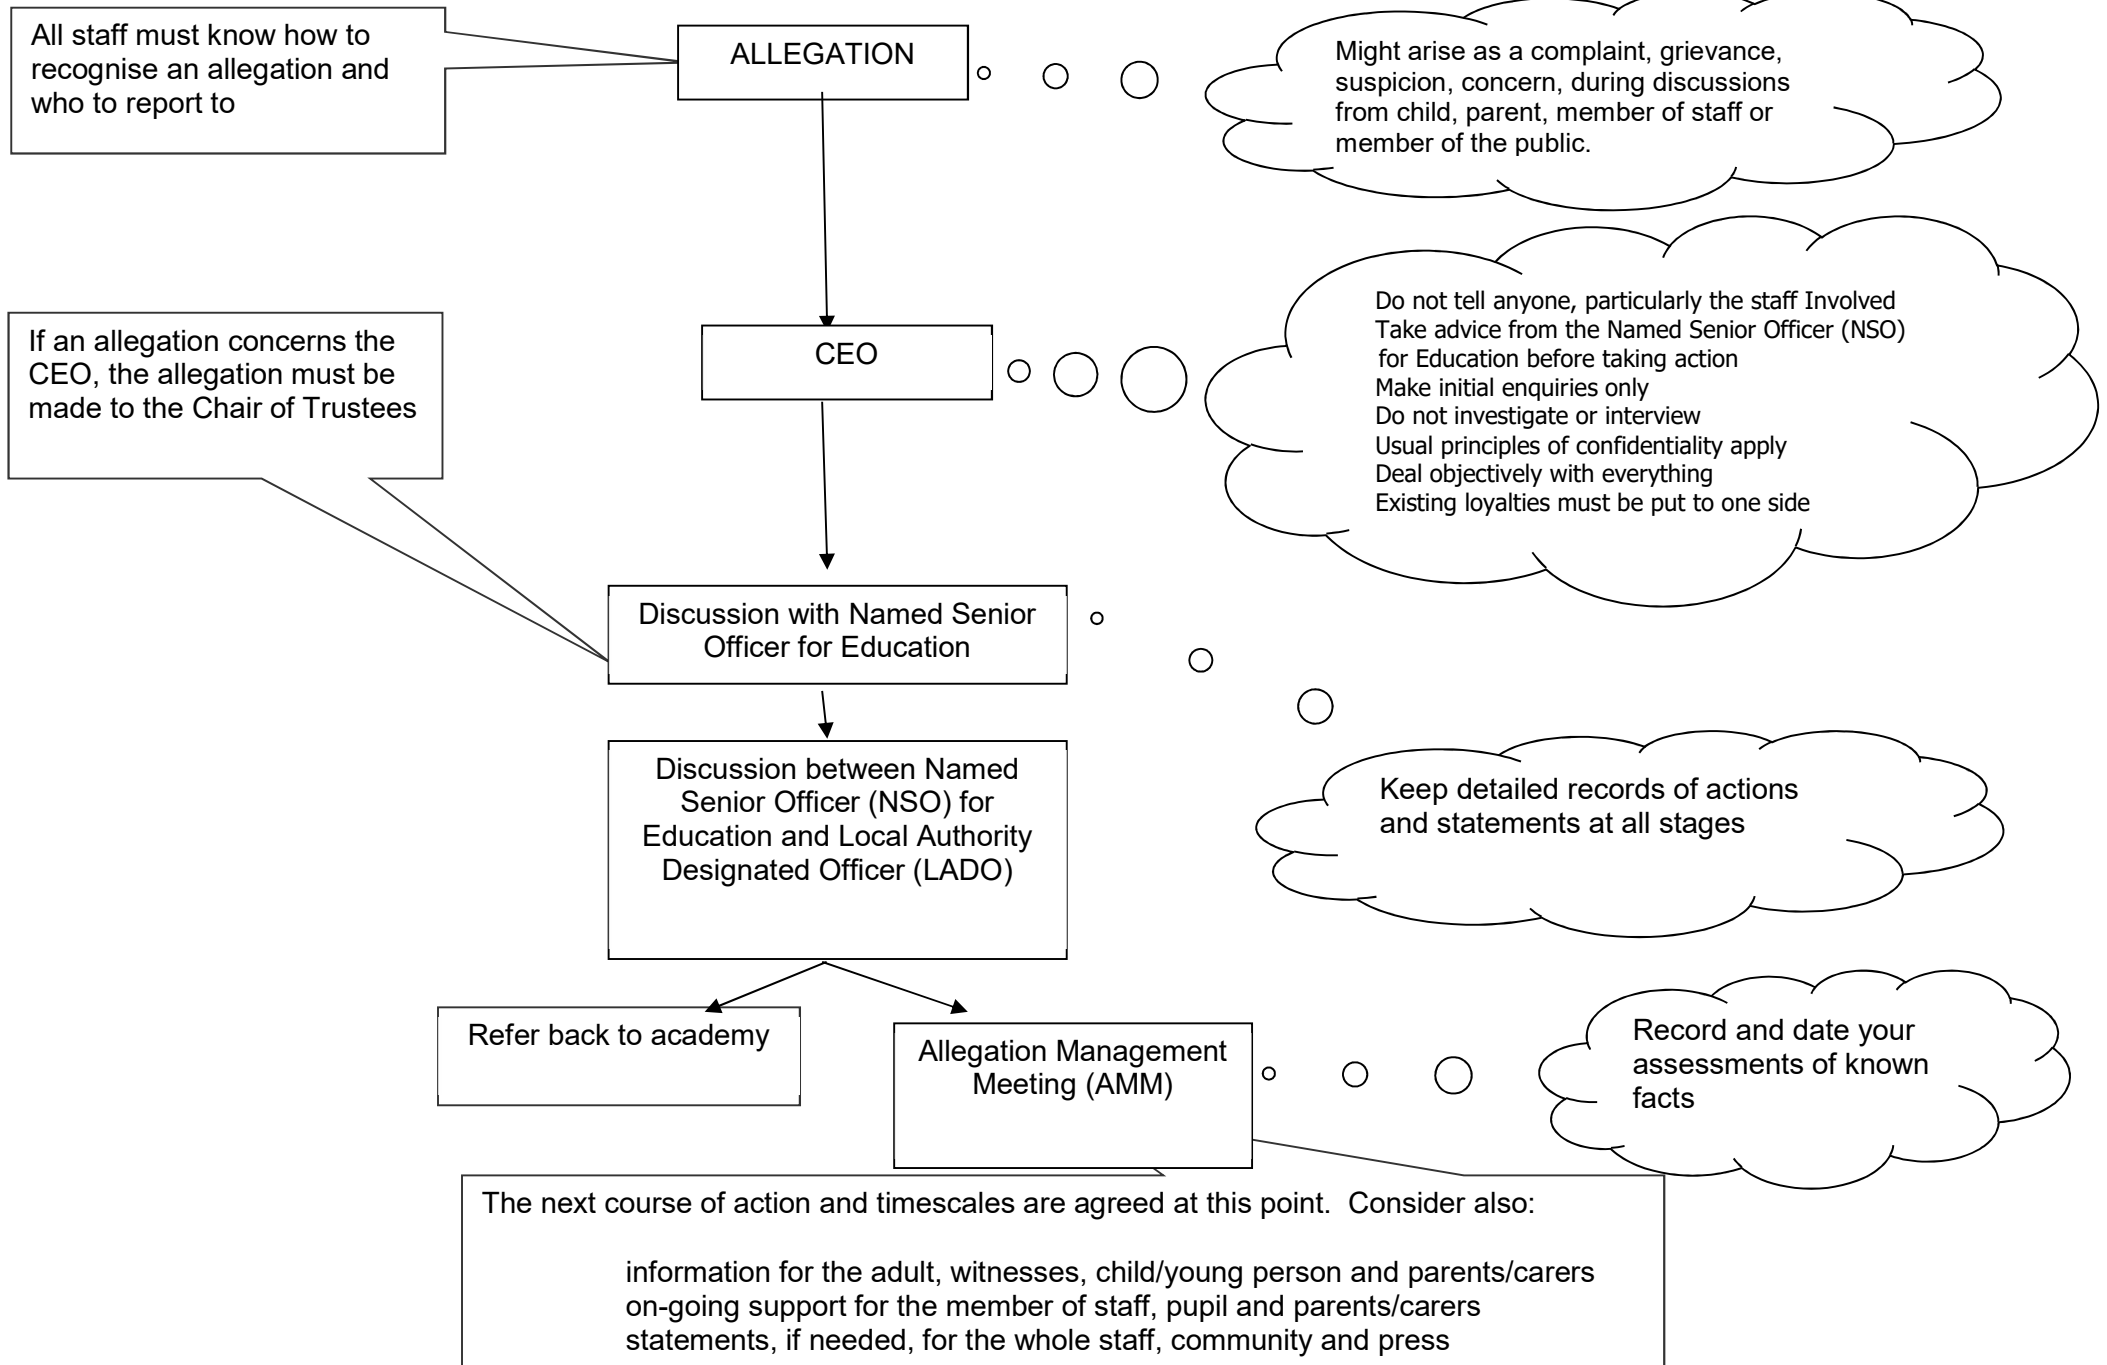 All staff must know how to
recognise an allegation and
who to report to
ALLEGATION
Might arise as a complaint, grievance,
suspicion, concern, during discussions
from child, parent, member of staff or
member of the public.
If an allegation concerns the
CEO, the allegation must be
made to the Chair of Trustees
CEO
Do not tell anyone, particularly the staff Involved
Take advice from the Named Senior Officer (NSO)
for Education before taking action
Make initial enquiries only
Do not investigate or interview
Usual principles of confidentiality apply
Deal objectively with everything
Existing loyalties must be put to one side
Discussion with Named Senior
Officer for Education
Discussion between Named
Senior Officer (NSO) for
Education and Local Authority
Designated Officer (LADO)
Keep detailed records of actions
and statements at all stages
Refer back to academy
Allegation Management
Meeting (AMM)
Record and date your
assessments of known
facts
The next course of action and timescales are agreed at this point.  Consider also:
information for the adult, witnesses, child/young person and parents/carers
on-going support for the member of staff, pupil and parents/carers
statements, if needed, for the whole staff, community and press